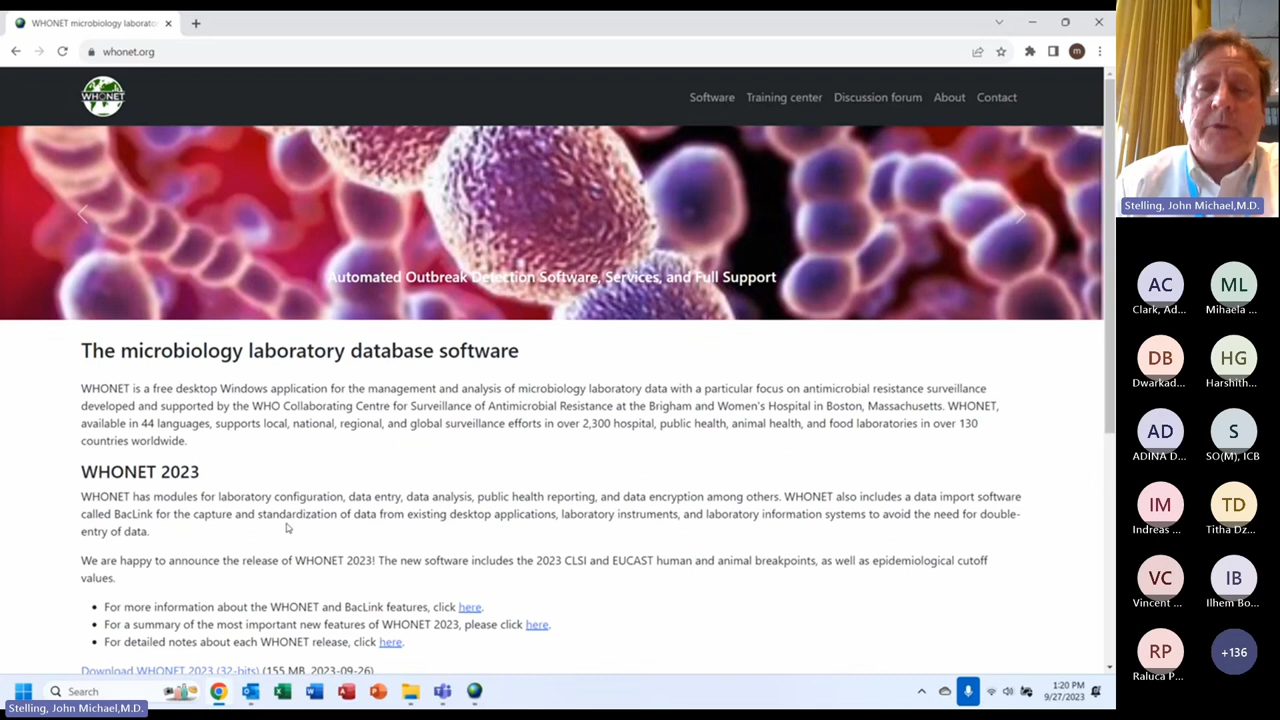 WHONET microbiology laborato
whonet.org
m
WHONET
Software Training center Discussion forum About Contact
Automated Outbreak Detection Software, Services, and Full Support
The microbiology laboratory database software
WHONET is a free desktop Windows application for the management and analysis of microbiology laboratory data with a particular focus on antimicrobial resistance surveillance
developed and supported by the WHO Collaborating Centre for Surveillance of Antimicrobial Resistance at the Brigham and Women's Hospital in Boston, Massachusetts. WHONET,
available in 44 languages, supports local, national, regional, and global surveillance efforts in over 2,300 hospital, public health, animal health, and food laboratories in over 130
countries worldwide.
WHONET 2023
WHONET has modules for laboratory configuration, data entry, data analysis, public health reporting, and data encryption among others. WHONET also includes a data import software
called BacLink for the capture and standardization of data from existing desktop applications, laboratory instruments, and laboratory information systems to avoid the need for double-
entry of data.
We are happy to announce the release of WHONET 2023! The new software includes the 2023 CLSI and EUCAST human and animal breakpoints, as well as epidemiological cutoff
values.
• For more information about the WHONET and BacLink features, click here.
• For a summary of the most important new features of WHONET 2023, please click here.
• For detailed notes about each WHONET release, click here.
Download WHONET 2023 (32-bits) (155 MB, 2023-09-26)
Search
1:20 PM
9/27/2023
Stelling, John Michael,M.D.
Stelling, John Michael,M.D.
AC ML
Clark, Ad... Mihaela ...
DB HG
Dwarkad... Harshith...
AD S
ADINA D... SO(M), ICB
IM TD
Indreas ... Titha Dz...
VC IB
Vincent ... Ilhem Bo...
RP +136
Raluca P...